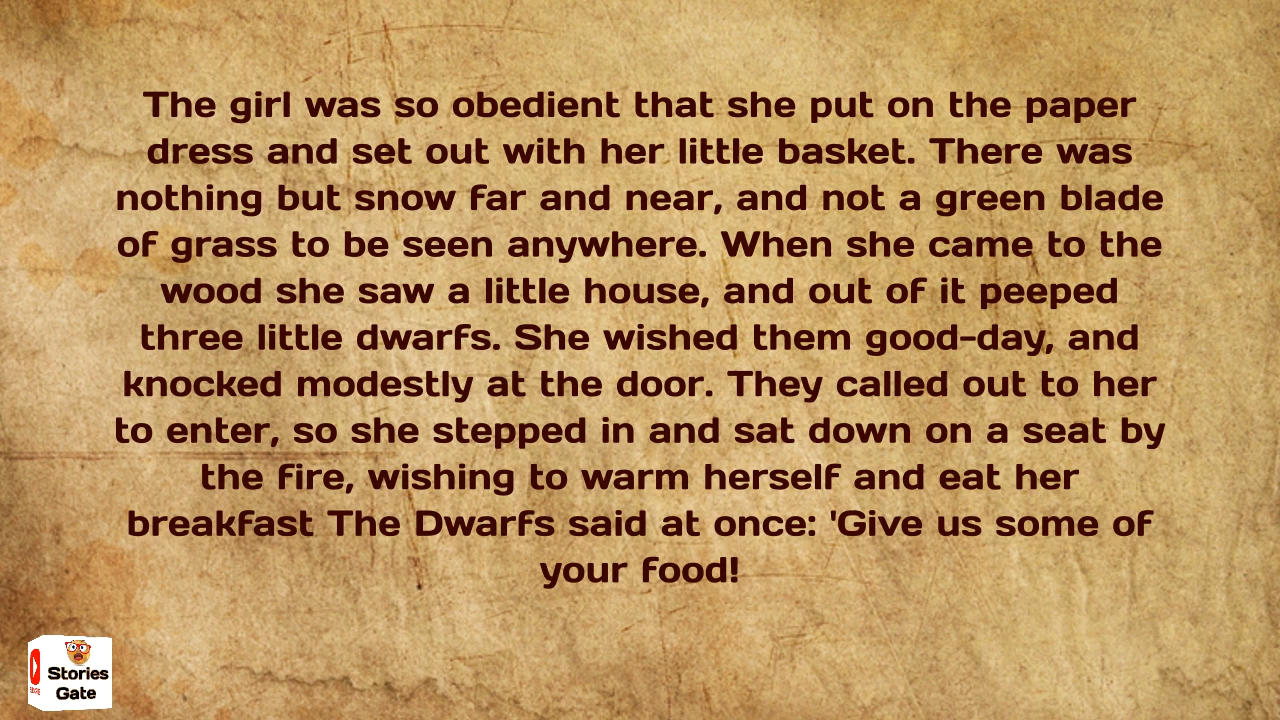 The girl was so obedient that she put on the paper
dress and set out with her little basket. There was
nothing but snow far and near, and not a green blade
of grass to be seen anywhere. When she came to the
wood she saw a little house, and out of it peeped
three little dwarfs. She wished them good-day, and
knocked modestly at the door. They called out to her
to enter, so she stepped in and sat down on a seat by
the fire, wishing to warm herself and eat her
breakfast The Dwarfs said at once: 'Give us some of
your food!
Stories
Gate